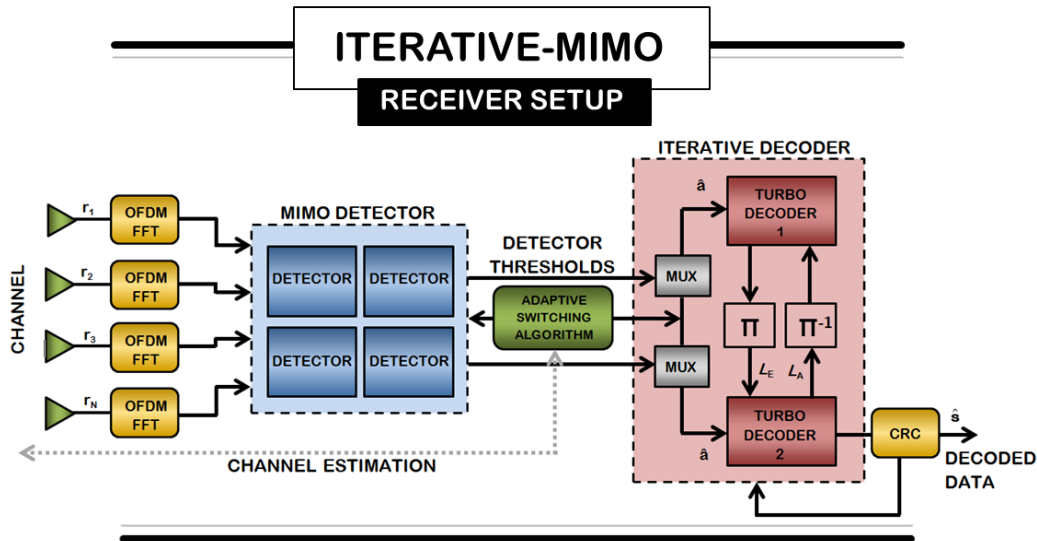 ITERATIVE-MIMO
RECEIVER SETUP
ITERATIVE DECODER
CHANNEL
r1
OFDM
FFT
r2
OFDM
FFT
r3
OFDM
FFT
rN
OFDM
FFT
MIMO DETECTOR
DETECTOR
DETECTOR
DETECTOR
DETECTOR
DETECTOR
THRESHOLDS
ADAPTIVE
SWITCHING
ALGORITHM
MUX
MUX
â
TURBO
DECODER
1
Π
Π-1
LE
LA
â
TURBO
DECODER
2
CRC
ŝ
DECODED
DATA
CHANNEL ESTIMATION